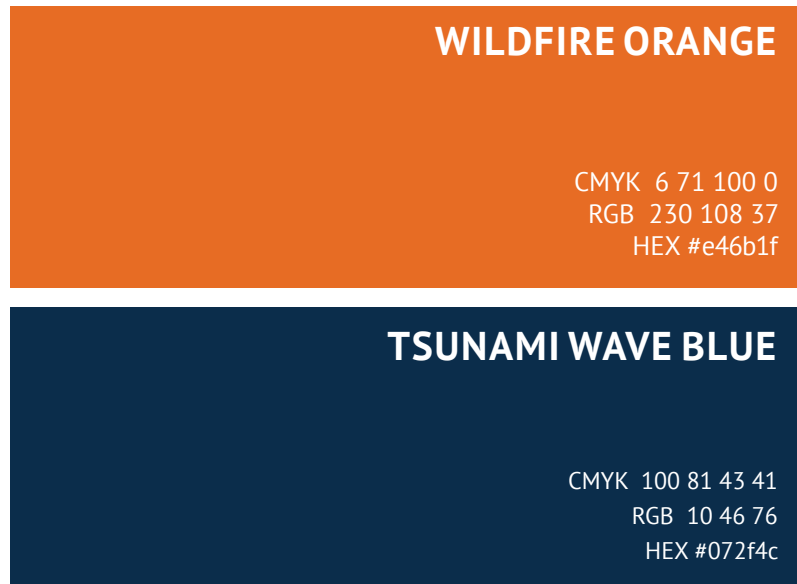 WILDFIRE ORANGE
CMYK 6 71 100 0
RGB 230 108 37
HEX #e46b1f
TSUNAMI WAVE BLUE
CMYK 100 81 43 41
RGB 10 46 76
HEX #072f4c